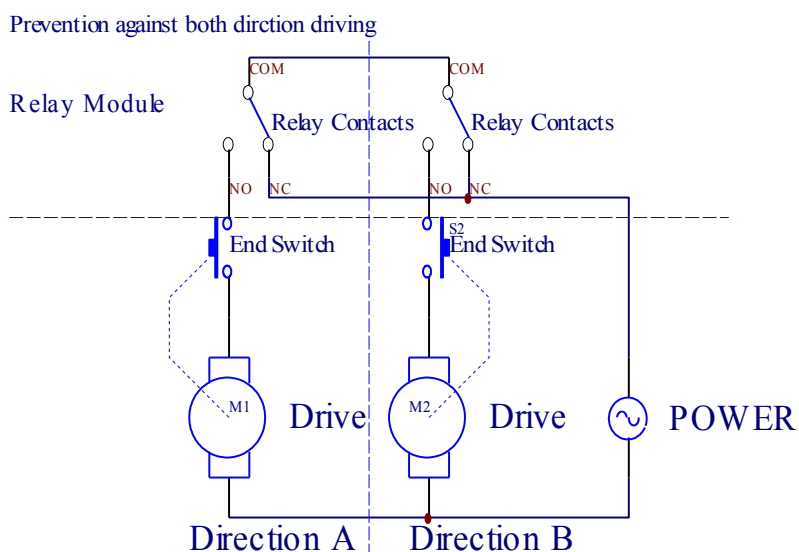 Prevention against both dirction driving
COM COM
Relay Module
Relay Contacts Relay Contacts
NO NC NO NC
S2
End Switch End Switch
M1 Drive M2 Drive POWER
Direction A Direction B